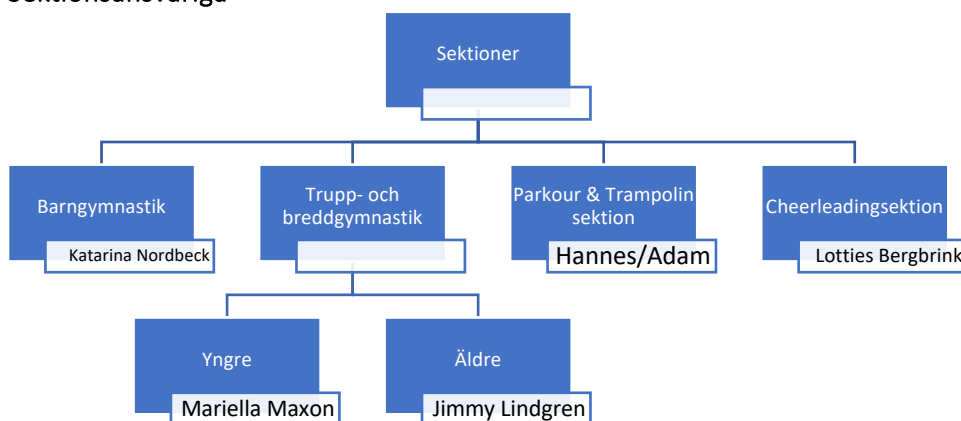 Sektionsansvariga
Sektioner
Barngymnastik
Katarina Nordbeck
Trupp- och
breddgymnastik
Parkour & Trampolin
sektion
Hannes/Adam
Cheerleadingsektion
Lotties Bergbrink
Yngre
Mariella Maxon
Äldre
Jimmy Lindgren